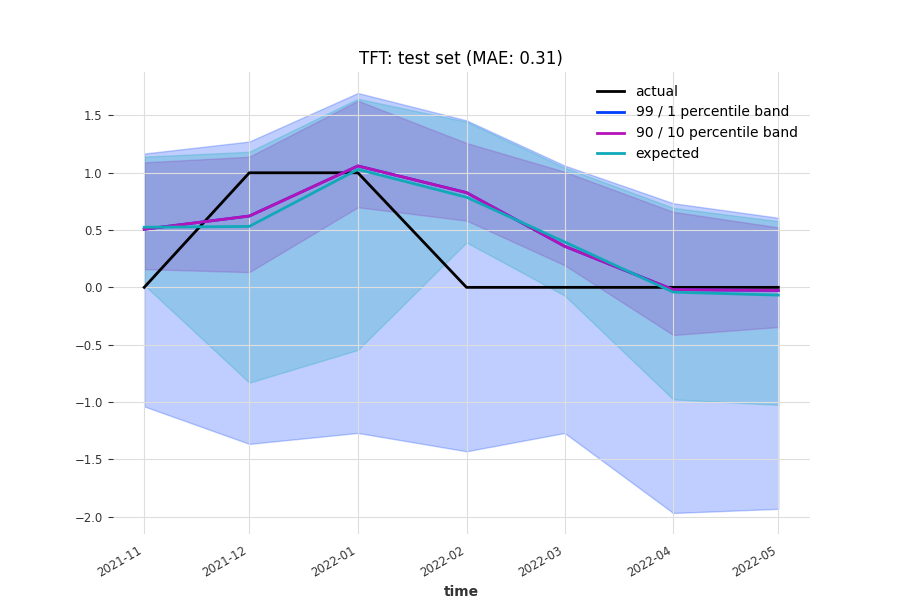 TFT: test set (MAE: 0.31)
actual
99 / 1 percentile band
90 / 10 percentile band
expected
1.5
1.0
0.5
0.0
−0.5
−1.0
−1.5
−2.0
2021-11
2021-12
2022-01
2022-02
2022-03
2022-04
2022-05
time